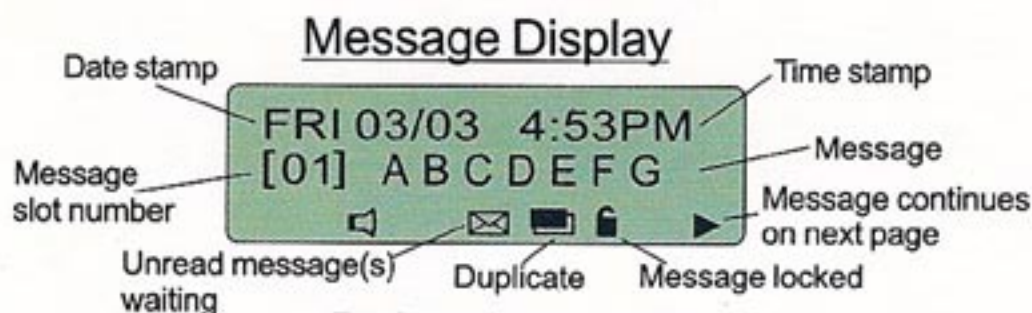 Message Display
Date stamp
Time stamp
FRI 03/03 4:53PM
[01] A B C D E F G
Message
Message
slot number
Message continues
on next page
Unread message(s)
waiting
Duplicate
Message locked